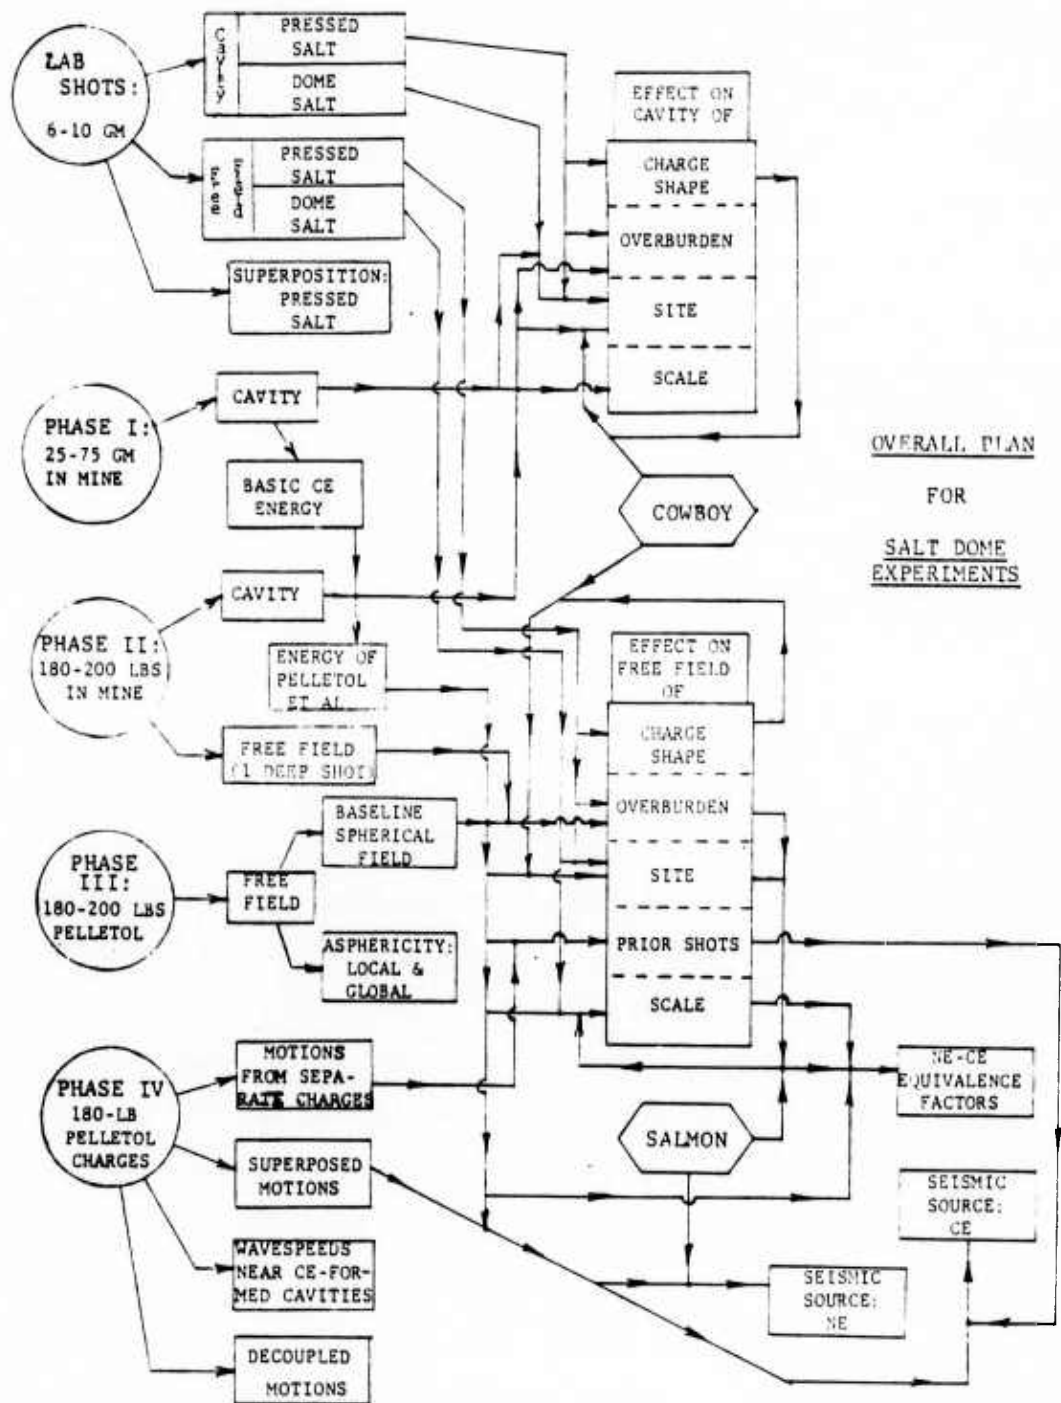 LAB
SHOTS:
6-10 GM
Cavity
PRESSED
SALT
DOME
SALT
Free
Field
PRESSED
SALT
DOME
SALT
SUPERPOSITION:
PRESSED
SALT
EFFECT ON
CAVITY OF
CHARGE
SHAPE
OVERBURDEN
SITE
SCALE
PHASE I:
25-75 GM
IN MINE
CAVITY
BASIC CE
ENERGY
COWBOY
OVERALL PLAN
FOR
SALT DOME
EXPERIMENTS
PHASE II:
180-200 LBS
IN MINE
CAVITY
ENERGY OF
PELLETOL
ET AL
FREE FIELD
(1 DEEP SHOT)
EFFECT ON
FREE FIELD
OF
CHARGE
SHAPE
OVERBURDEN
SITE
PRIOR SHOTS
SCALE
PHASE
III:
180-200 LBS
PELLETOL
FREE
FIELD
BASELINE
SPHERICAL
FIELD
ASPHERICITY:
LOCAL &
GLOBAL
PHASE IV
180-LB
PELLETOL
CHARGES
MOTIONS
FROM SEPA-
RATE CHARGES
SUPERPOSED
MOTIONS
WAVESPEEDS
NEAR CE-FOR-
MED CAVITIES
DECOUPLED
MOTIONS
SALMON
NE-CE
EQUIVALENCE
FACTORS
SEISMIC
SOURCE:
CE
SEISMIC
SOURCE:
NE